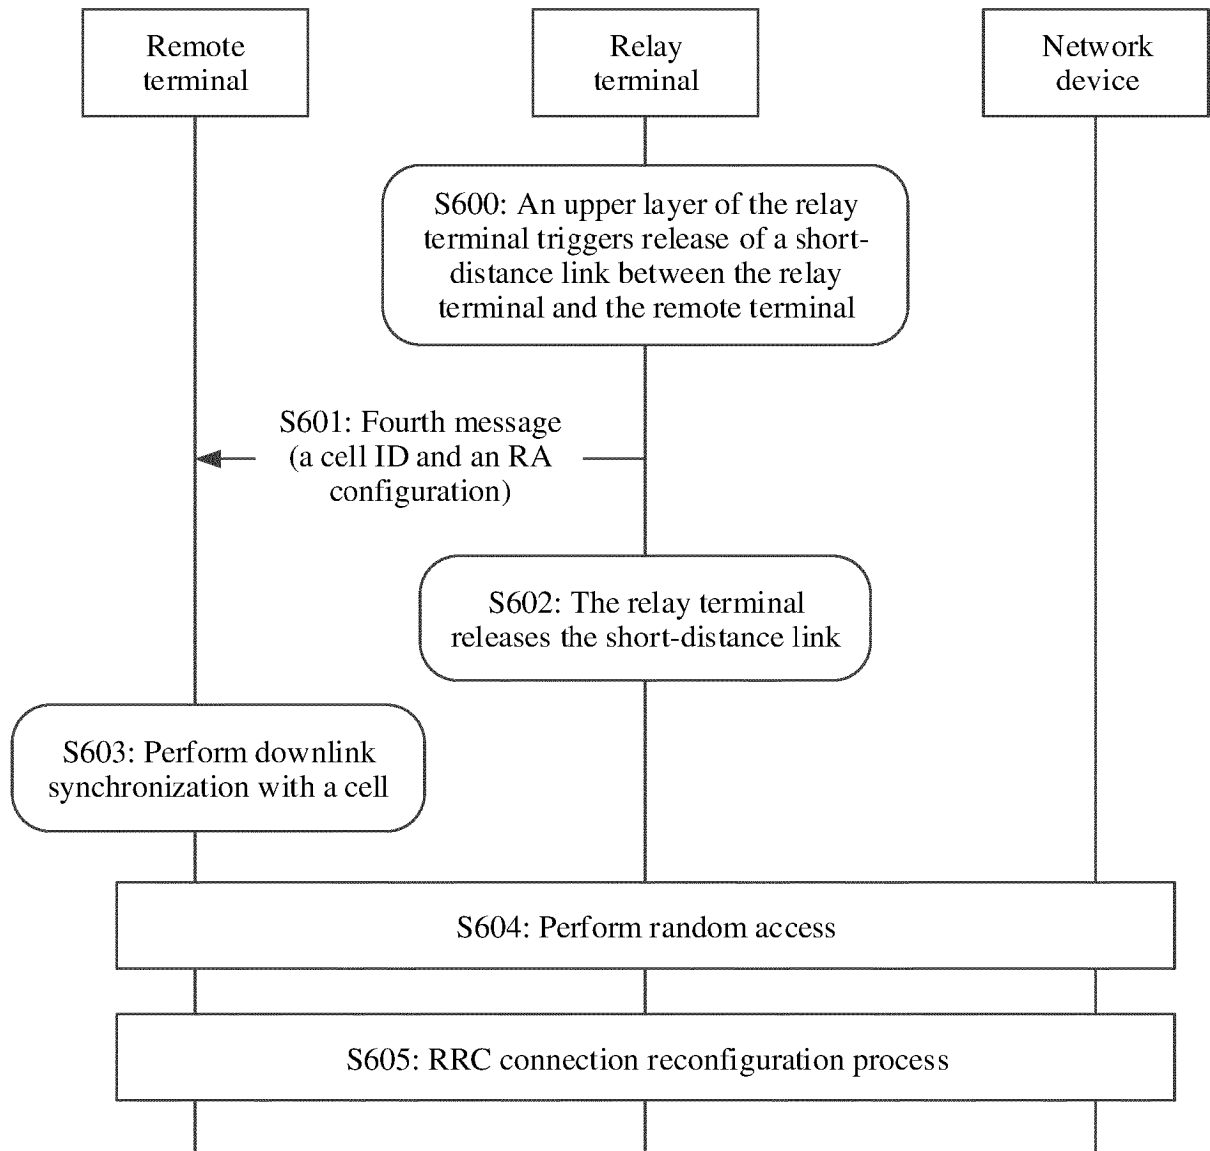 Remote
terminal
Relay
terminal
Network
device
S600: An upper layer of the relay
terminal triggers release of a short-
distance link between the relay
terminal and the remote terminal
S601: Fourth message
(a cell ID and an RA
configuration)
S602: The relay terminal
releases the short-distance link
S603: Perform downlink
synchronization with a cell
S604: Perform random access
S605: RRC connection reconfiguration process